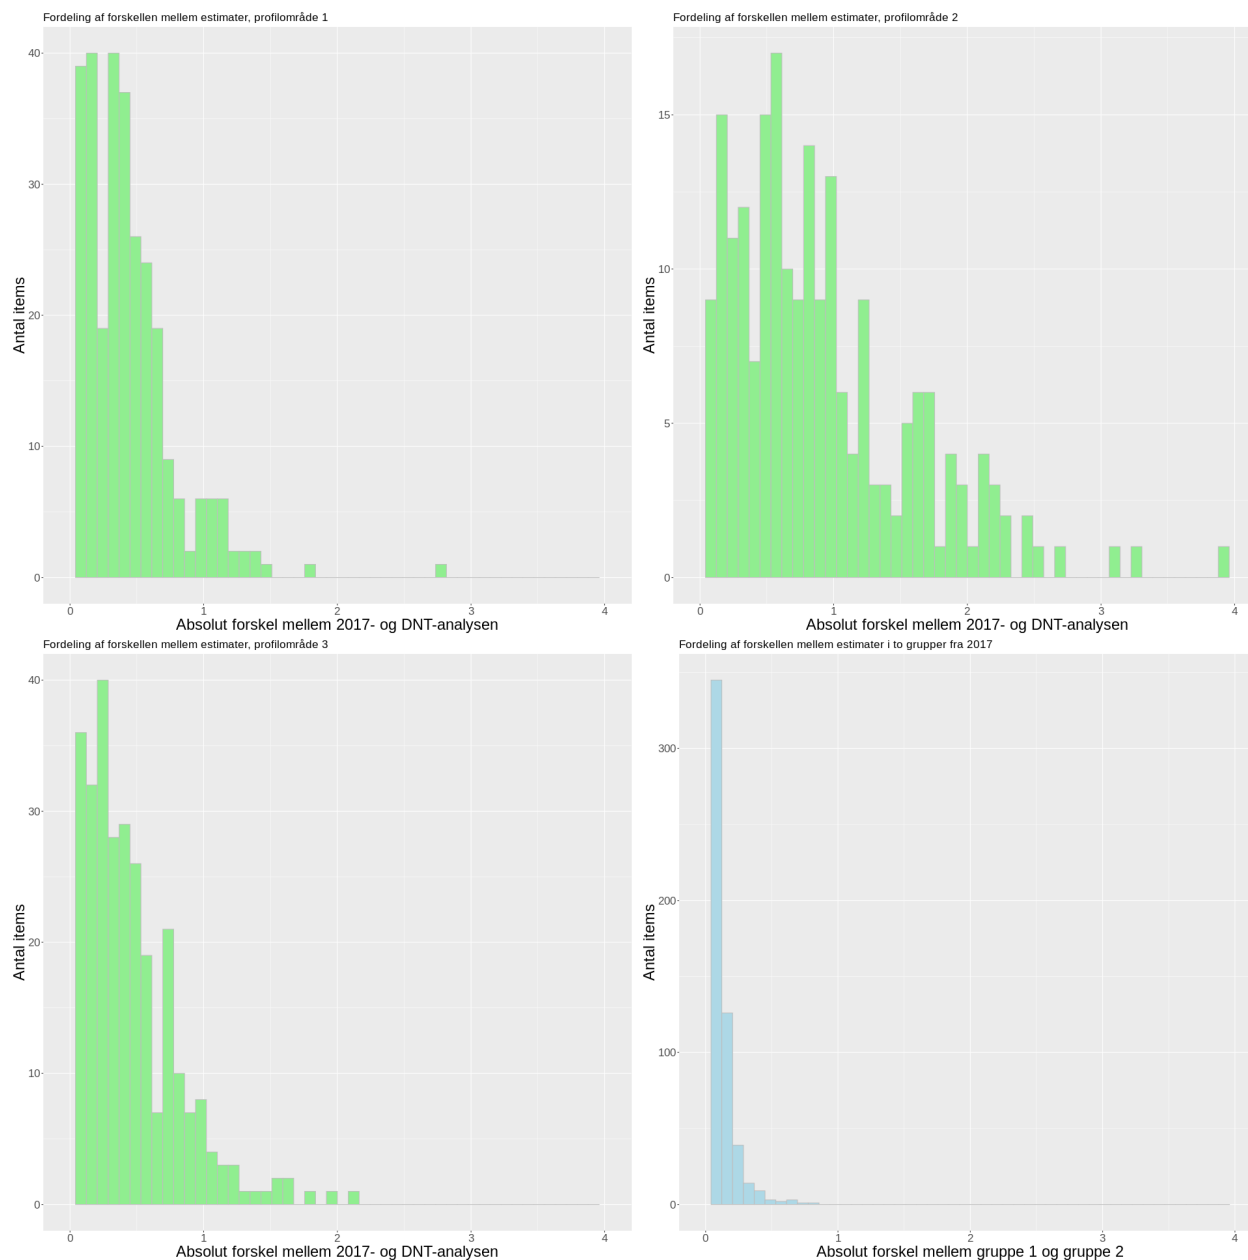 Fordeling af forskellen mellem estimater, profilområde 1
40
30
20
10
0
Antal items
0 1 2 3 4
Absolut forskel mellem 2017- og DNT-analysen
Fordeling af forskellen mellem estimater, profilområde 2
15
10
5
0
Antal items
0 1 2 3 4
Absolut forskel mellem 2017- og DNT-analysen
Fordeling af forskellen mellem estimater, profilområde 3
40
30
20
10
0
Antal items
0 1 2 3 4
Absolut forskel mellem 2017- og DNT-analysen
Fordeling af forskellen mellem estimater i to grupper fra 2017
300
200
100
0
Antal items
0 1 2 3 4
Absolut forskel mellem gruppe 1 og gruppe 2